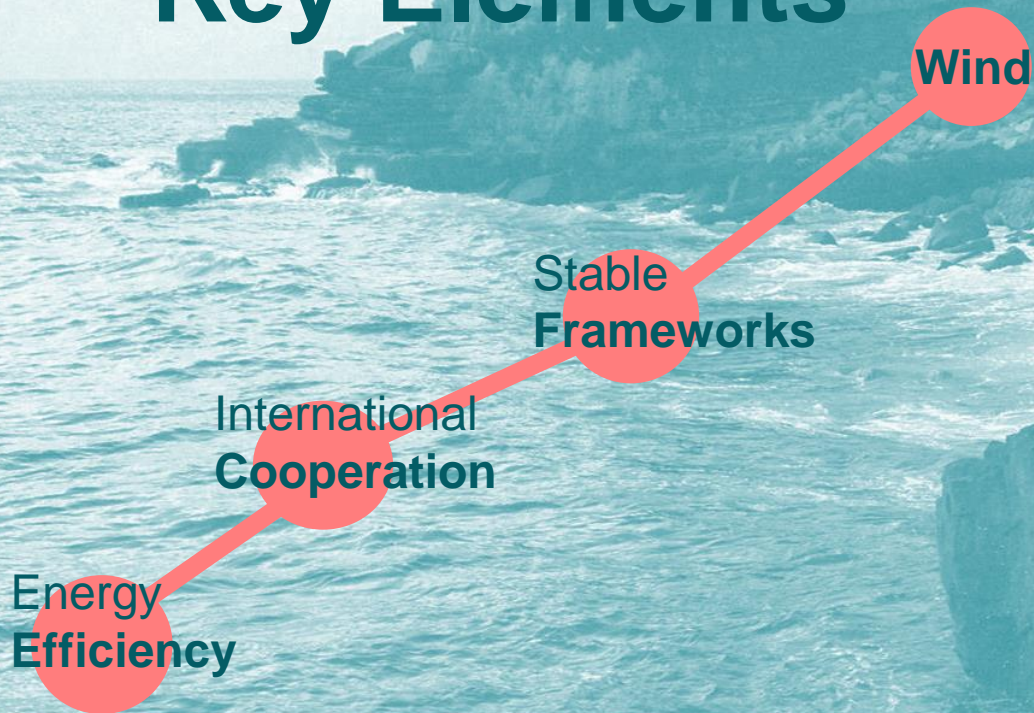 Key Elements
Wind
Stable
Frameworks
International
Cooperation
Energy
Efficiency